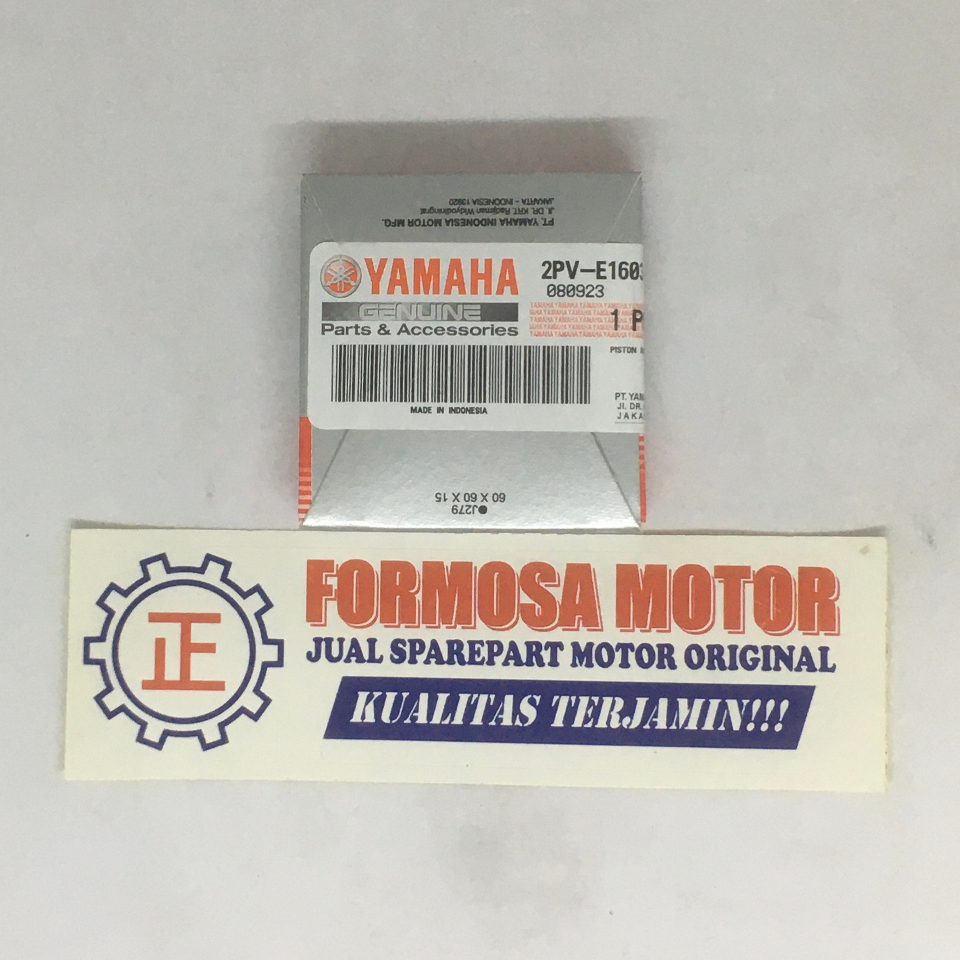 PT. YAMAHA INDONESIA MOTOR MFG.
Jl. DR. KRT. Radjiman Widyodiningrat
JAKARTA - INDONESIA 13920
YAMAHA
GENUINE
Parts & Accessories
2PV-E1603
080923
1 P
PISTON
PT. YAM
JI. DR.
JAKA
MADE IN INDONESIA
●J279
60 X 60 X 15
正
FORMOSA MOTOR
JUAL SPAREPART MOTOR ORIGINAL
KUALITAS TERJAMIN!!!